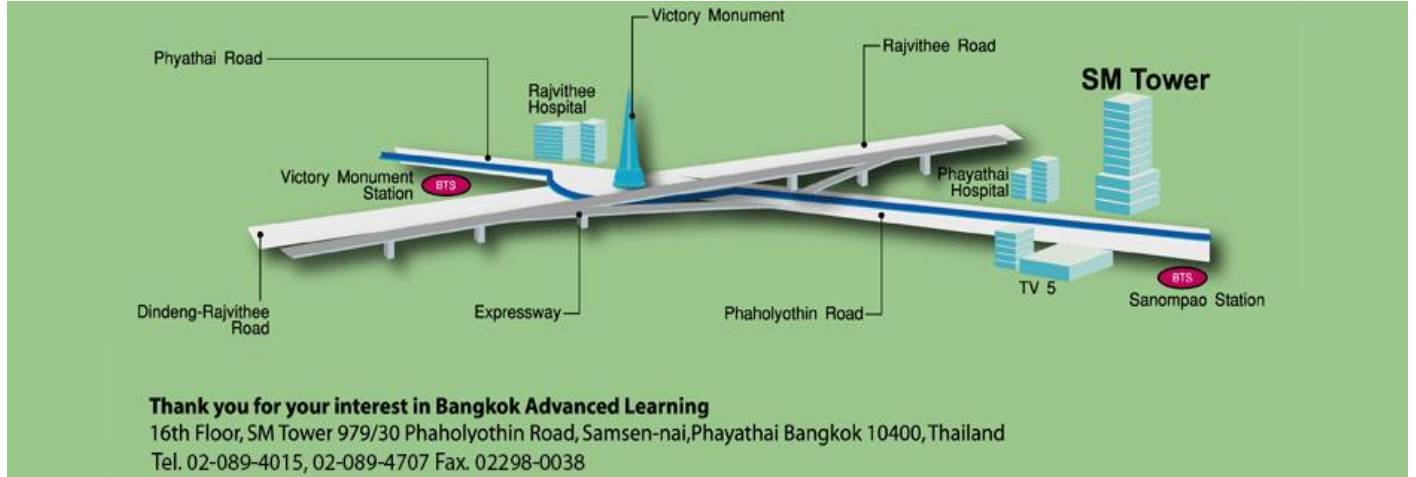 Victory Monument
Phyathai Road
Rajvithee Road
SM Tower
Rajvithee
Hospital
Victory Monument
Station
BTS
Phayathai
Hospital
TV 5
BTS
Sanompao Station
Dindeng-Rajvithee
Road
Expressway
Phaholyothin Road
Thank you for your interest in Bangkok Advanced Learning
16th Floor, SM Tower 979/30 Phaholyothin Road, Samsen-nai,Phayathai Bangkok 10400, Thailand
Tel. 02-089-4015, 02-089-4707 Fax. 02298-0038